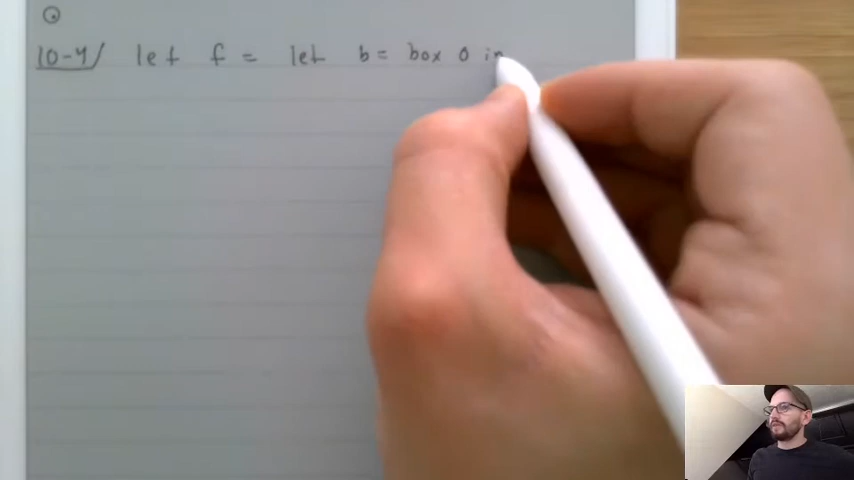 10-4/ let f = let b = box 0 in